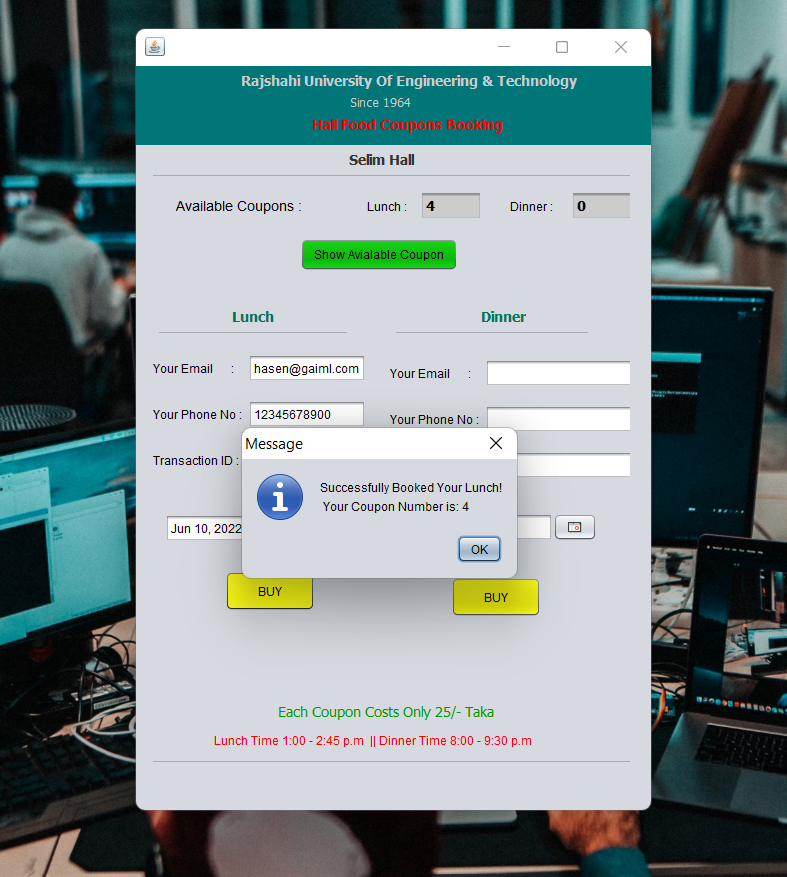 Rajshahi University Of Engineering & Technology
Since 1964
Hall Food Coupons Booking
Selim Hall
Available Coupons : Lunch : 4 Dinner : 0
Show Avialable Coupon
Lunch Dinner
Your Email : hasen@gaiml.com Your Email :
Your Phone No : 12345678900 Your Phone No :
Transaction ID :
Message
Successfully Booked Your Lunch!
Your Coupon Number is: 4
Jun 10, 2022
OK
BUY BUY
Each Coupon Costs Only 25/- Taka
Lunch Time 1:00 - 2:45 p.m || Dinner Time 8:00 - 9:30 p.m